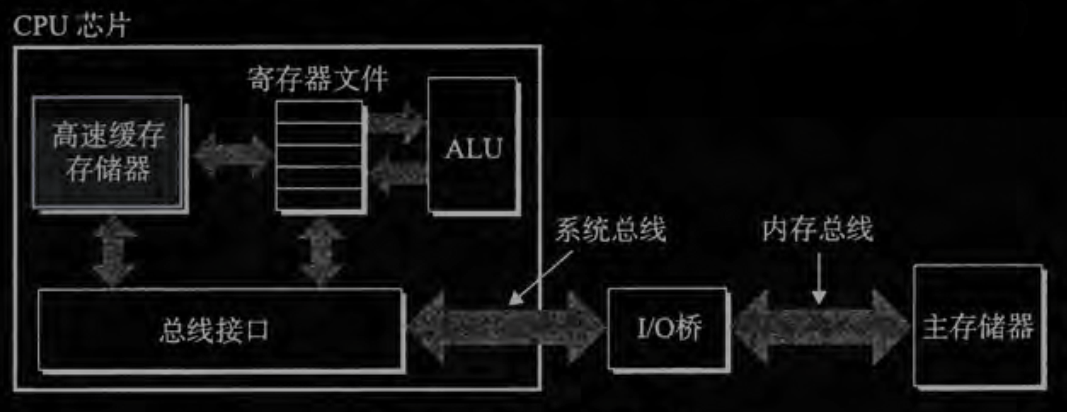 CPU 芯片
寄存器文件
高速缓存
存储器
ALU
系统总线
内存总线
总线接口
I/O桥
主存储器